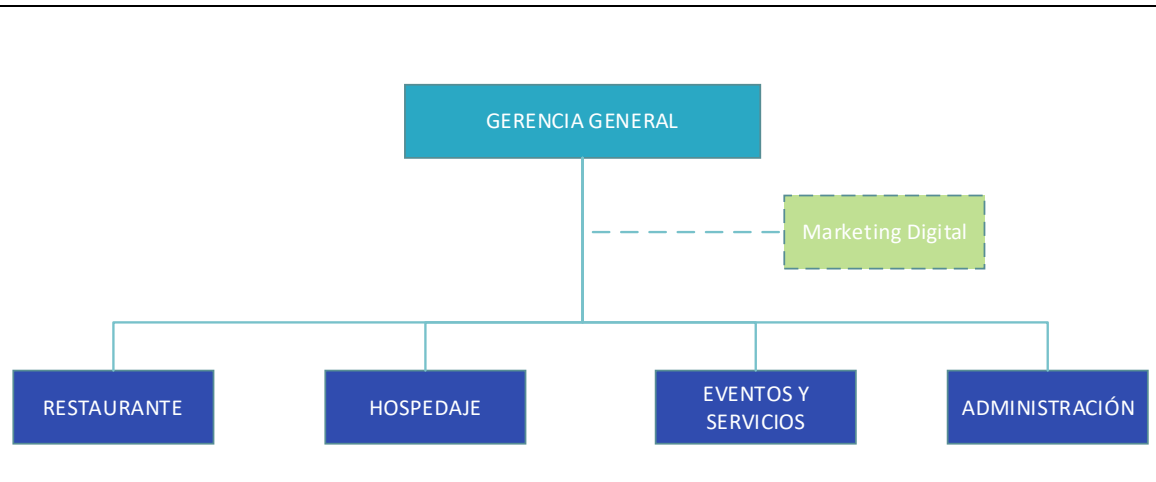 GERENCIA GENERAL
Marketing Digital
RESTAURANTE
HOSPEDAJE
EVENTOS Y
SERVICIOS
ADMINISTRACIÓN